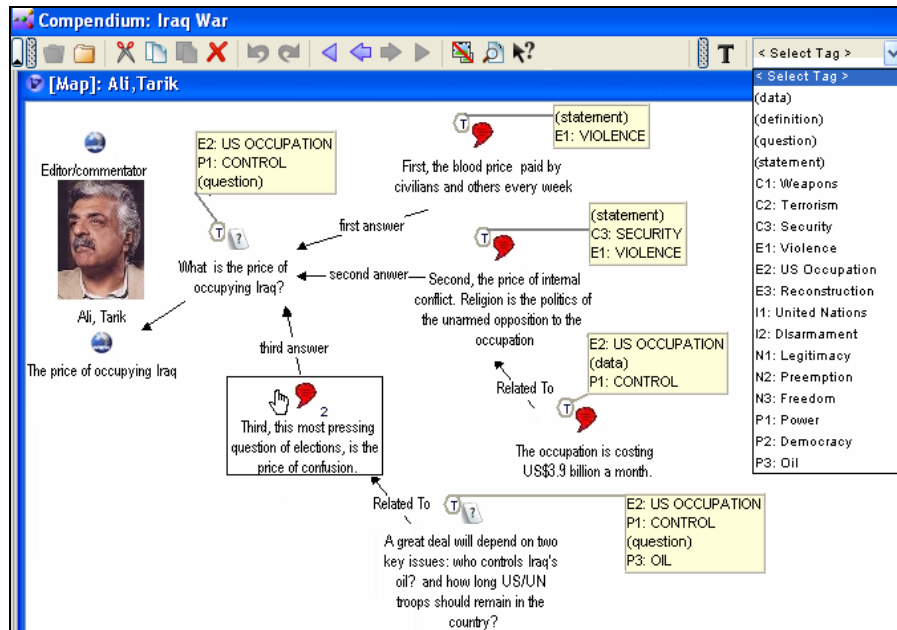 Compendium: Iraq War
T
< Select Tag >
[Map]: Ali,Tarik
< Select Tag >
(data)
(definition)
(question)
(statement)
C1: Weapons
C2: Terrorism
C3: Security
E1: Violence
E2: US Occupation
E3: Reconstruction
I1: United Nations
I2: DIsarmament
N1: Legitimacy
N2: Preemption
N3: Freedom
P1: Power
P2: Democracy
P3: Oil
Editor/commentator
Ali, Tarik
The price of occupying Iraq
E2: US OCCUPATION
P1: CONTROL
(question)
T
?
What is the price of
occupying Iraq?
first answer
second anwer
third answer
T
(statement)
E1: VIOLENCE
First, the blood price paid by
civilians and others every week
T
(statement)
C3: SECURITY
E1: VIOLENCE
Second, the price of internal
conflict. Religion is the politics of
the unarmed opposition to the
occupation
Related To
E2: US OCCUPATION
(data)
P1: CONTROL
T
The occupation is costing
US$3.9 billion a month.
2
Third, this most pressing
question of elections, is the
price of confusion.
Related To
T
?
E2: US OCCUPATION
P1: CONTROL
(question)
P3: OIL
A great deal will depend on two
key issues: who controls Iraq's
oil? and how long US/UN
troops should remain in the
country?